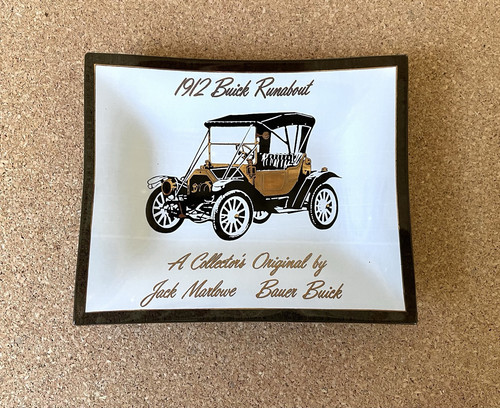 1912 Buick Runabout
A Collector's Original by
Jack Marlowe Bauer Buick